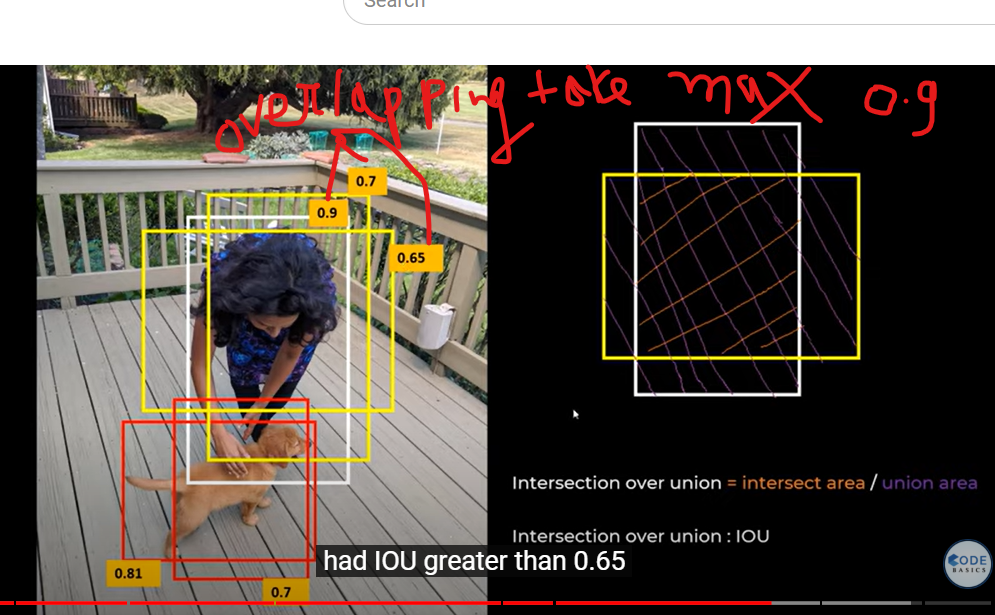 Search
overlapping take max 0.9
0.7
0.9
0.65
0.81
0.7
Intersection over union = intersect area / union area
Intersection over union : IOU
had IOU greater than 0.65
CODE
BASICS